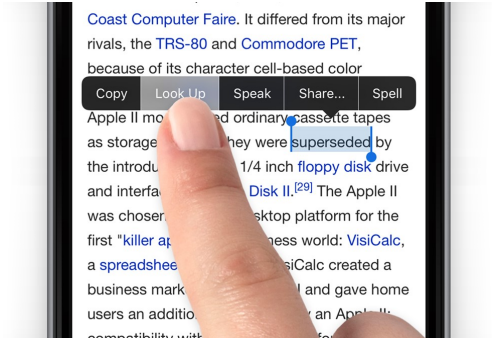 Coast Computer Faire. It differed from its major
rivals, the TRS-80 and Commodore PET,
because of its character cell-based color
Copy Look Up Speak Share... Spell
Apple II mo ed ordinary cassette tapes
as storage hey were superseded by
the introdu 1/4 inch floppy disk drive
and interfa Disk II.[29] The Apple II
was chosen sktop platform for the
first "killer ap ness world: VisiCalc,
a spreadshee siCalc created a
business mark l and gave home
users an additio y an Apple II:
compatibility with